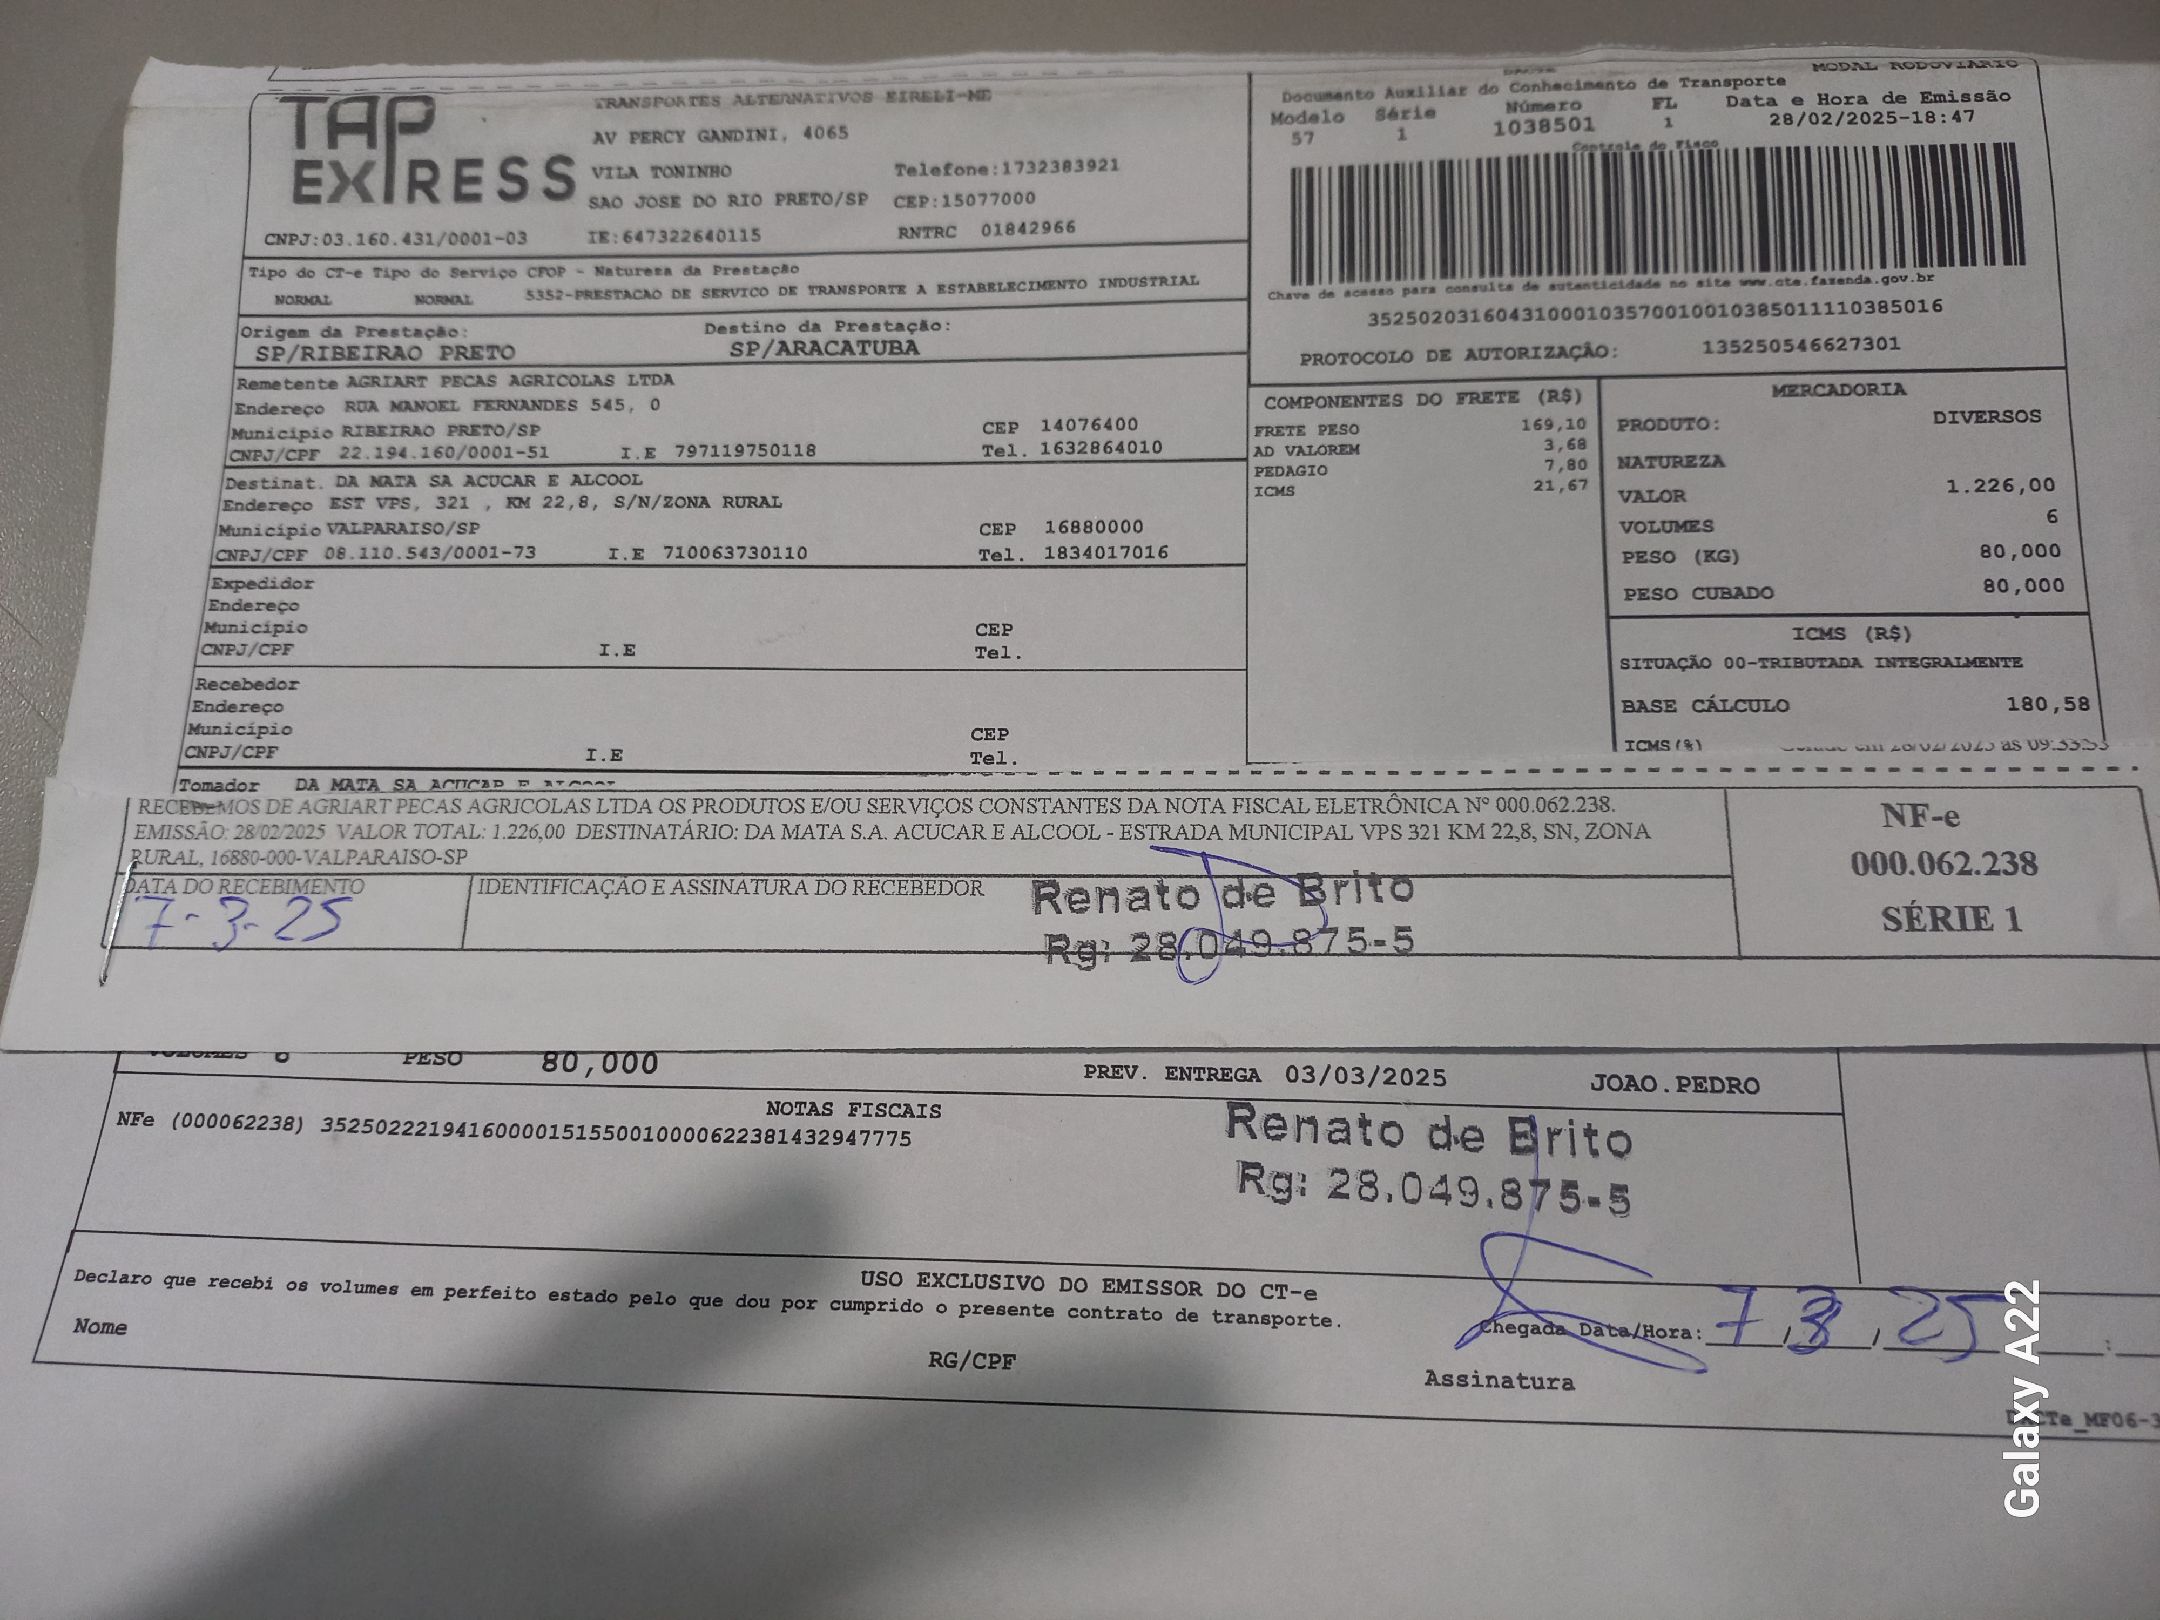 MODAL RODOVIÁRIO
TAP EXPRESS
TRANSPORTES ALTERNATIVOS EIRELI-ME
AV PERCY GANDINI, 4065
VILA TONINHO Telefone:1732383921
SAO JOSE DO RIO PRETO/SP CEP:15077000
CNPJ:03.160.431/0001-03 IE:647322640115 RNTRC 01842966
Documento Auxiliar do Conhecimento de Transporte
Modelo Série Número FL Data e Hora de Emissão
57 1 1038501 1 28/02/2025-18:47
Controle do Fisco
Chave de acesso para consulta de autenticidade no site www.cte.fazenda.gov.br
35250203160431000103570010010385011110385016
PROTOCOLO DE AUTORIZAÇÃO: 135250546627301
Tipo do CT-e Tipo do Serviço CFOP - Natureza da Prestação
NORMAL NORMAL 5352-PRESTACAO DE SERVICO DE TRANSPORTE A ESTABELECIMENTO INDUSTRIAL
Origem da Prestação: Destino da Prestação:
SP/RIBEIRAO PRETO SP/ARACATUBA
Remetente AGRIART PECAS AGRICOLAS LTDA
Endereço RUA MANOEL FERNANDES 545, 0
Município RIBEIRAO PRETO/SP CEP 14076400
CNPJ/CPF 22.194.160/0001-51 I.E 797119750118 Tel. 1632864010
Destinat. DA MATA SA ACUCAR E ALCOOL
Endereço EST VPS, 321 , KM 22,8, S/N/ZONA RURAL
Município VALPARAISO/SP CEP 16880000
CNPJ/CPF 08.110.543/0001-73 I.E 710063730110 Tel. 1834017016
Expedidor
Endereço
Município CEP
CNPJ/CPF I.E Tel.
Recebedor
Endereço
Município CEP
CNPJ/CPF I.E Tel.
Tomador DA MATA SA ACUCAR E ALCOOL
COMPONENTES DO FRETE (R$)
FRETE PESO 169,10
AD VALOREM 3,68
PEDAGIO 7,80
ICMS 21,67
MERCADORIA
PRODUTO: DIVERSOS
NATUREZA
VALOR 1.226,00
VOLUMES 6
PESO (KG) 80,000
PESO CUBADO 80,000
ICMS (R$)
SITUAÇÃO 00-TRIBUTADA INTEGRALMENTE
BASE CÁLCULO 180,58
ICMS(%) em 28/02/2025 às 09:33:53
RECEBEMOS DE AGRIART PECAS AGRICOLAS LTDA OS PRODUTOS E/OU SERVIÇOS CONSTANTES DA NOTA FISCAL ELETRÔNICA Nº 000.062.238.
EMISSÃO: 28/02/2025 VALOR TOTAL: 1.226,00 DESTINATÁRIO: DA MATA S.A. ACUCAR E ALCOOL - ESTRADA MUNICIPAL VPS 321 KM 22,8, SN, ZONA
RURAL, 16880-000-VALPARAISO-SP
DATA DO RECEBIMENTO IDENTIFICAÇÃO E ASSINATURA DO RECEBEDOR
7-3-25
Renato de Brito
Rg: 28.049.875-5
NF-e
000.062.238
SÉRIE 1
VOLUMES 6 PESO 80,000 PREV. ENTREGA 03/03/2025 JOAO.PEDRO
NOTAS FISCAIS
NFe (000062238) 35250222194160000151550010000622381432947775
Renato de Brito
Rg: 28.049.875-5
USO EXCLUSIVO DO EMISSOR DO CT-e
Declaro que recebi os volumes em perfeito estado pelo que dou por cumprido o presente contrato de transporte.
Nome RG/CPF Assinatura
Chegada Data/Hora: 7,3,25 :
DACTe_MF06-3
Galaxy A22